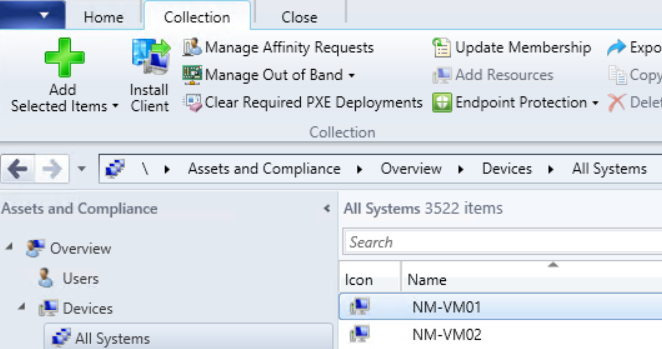 Home Collection Close
Add Selected Items
Install Client
Manage Affinity Requests
Manage Out of Band
Clear Required PXE Deployments
Update Membership
Add Resources
Endpoint Protection
Expo
Copy
Delet
Collection
\ Assets and Compliance Overview Devices All Systems
Assets and Compliance
Overview
Users
Devices
All Systems
All Systems 3522 items
Search
Icon Name
NM-VM01
NM-VM02